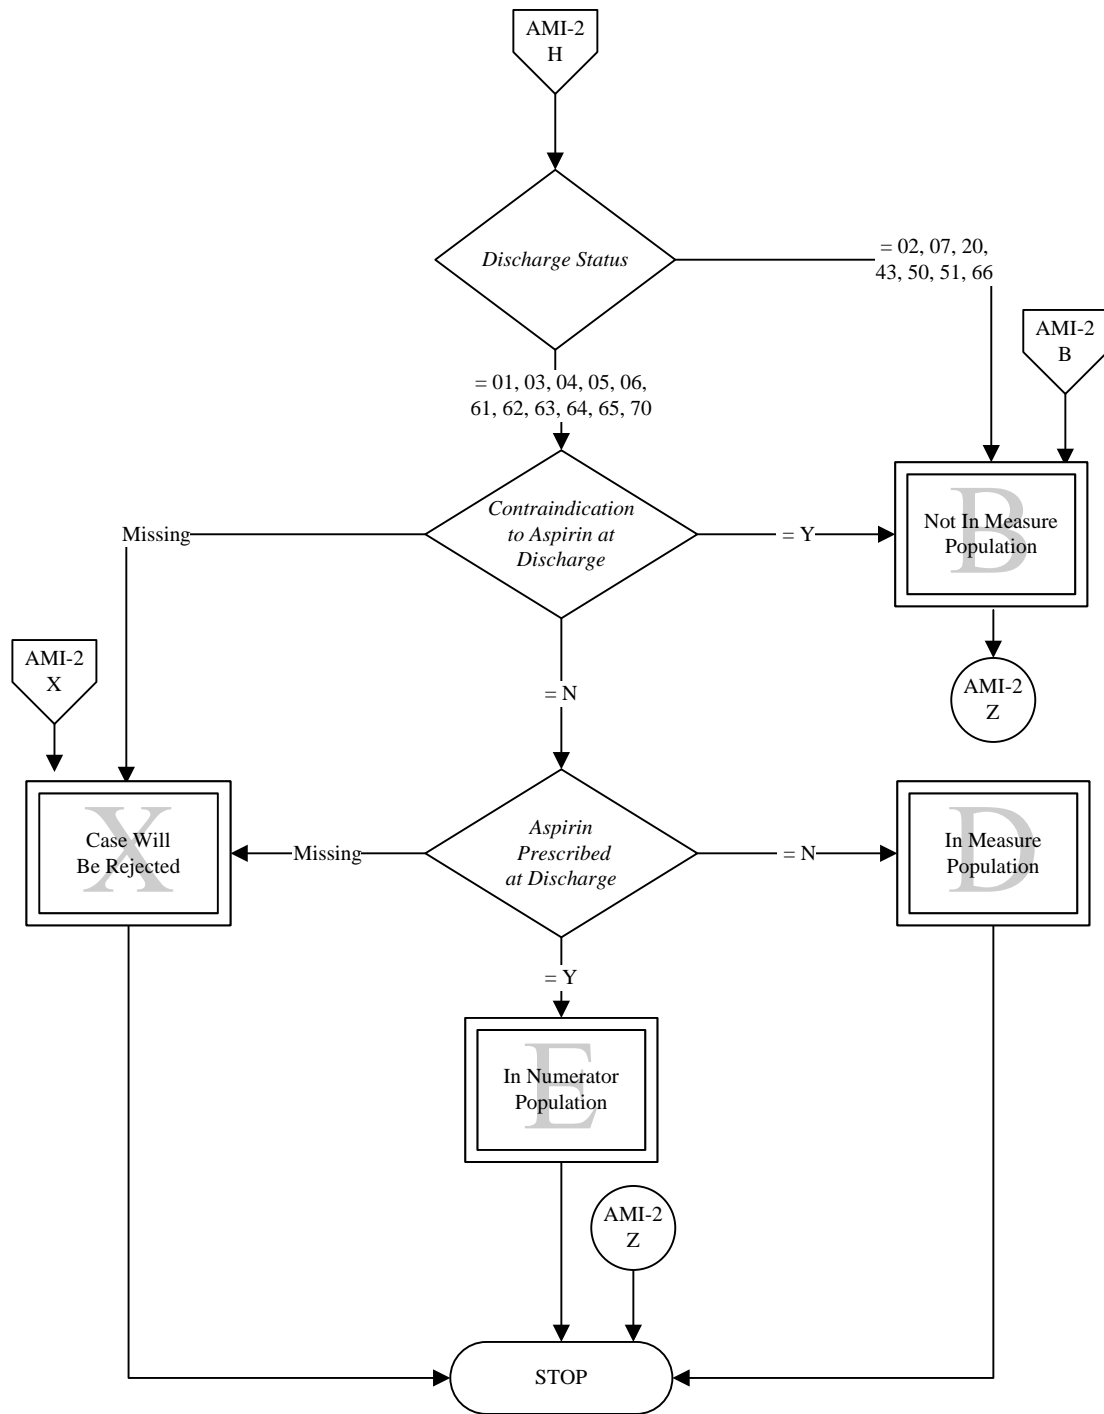 AMI-2
H
Discharge Status
= 02, 07, 20,
43, 50, 51, 66
AMI-2
B
= 01, 03, 04, 05, 06,
61, 62, 63, 64, 65, 70
Contraindication
to Aspirin at
Discharge
Missing
= Y
B
Not In Measure
Population
AMI-2
X
= N
AMI-2
Z
X
Case Will
Be Rejected
Missing
Aspirin
Prescribed
at Discharge
= N
D
In Measure
Population
= Y
E
In Numerator
Population
AMI-2
Z
STOP